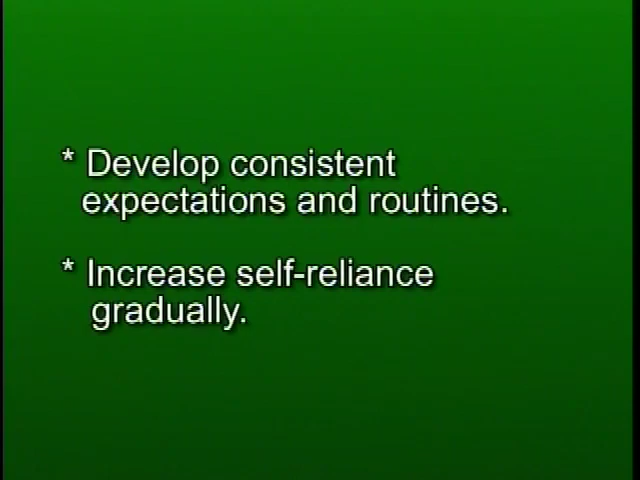 * Develop consistent
expectations and routines.
* Increase self-reliance
gradually.